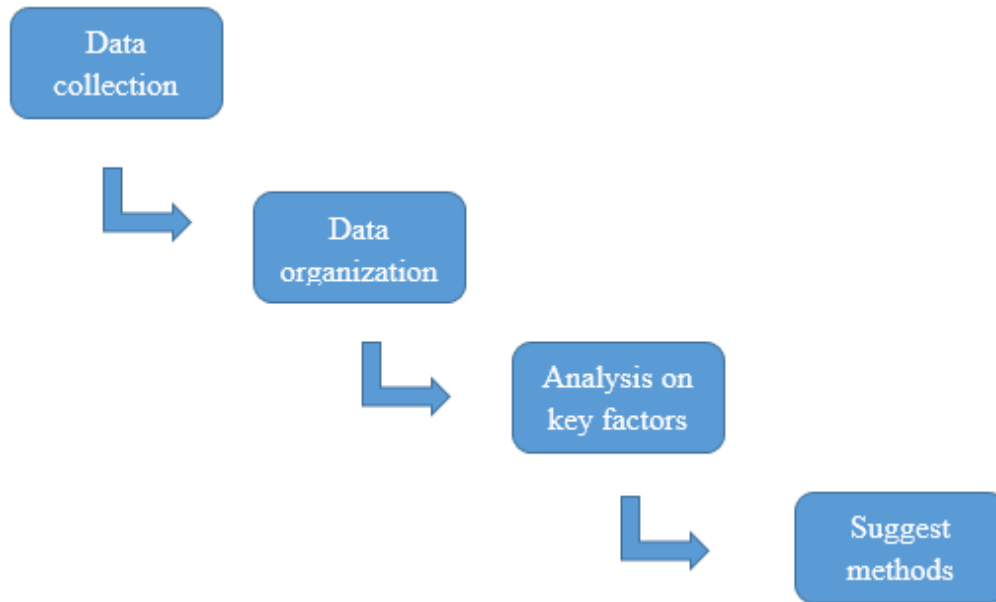 Data
collection
Data
organization
Analysis on
key factors
Suggest
methods